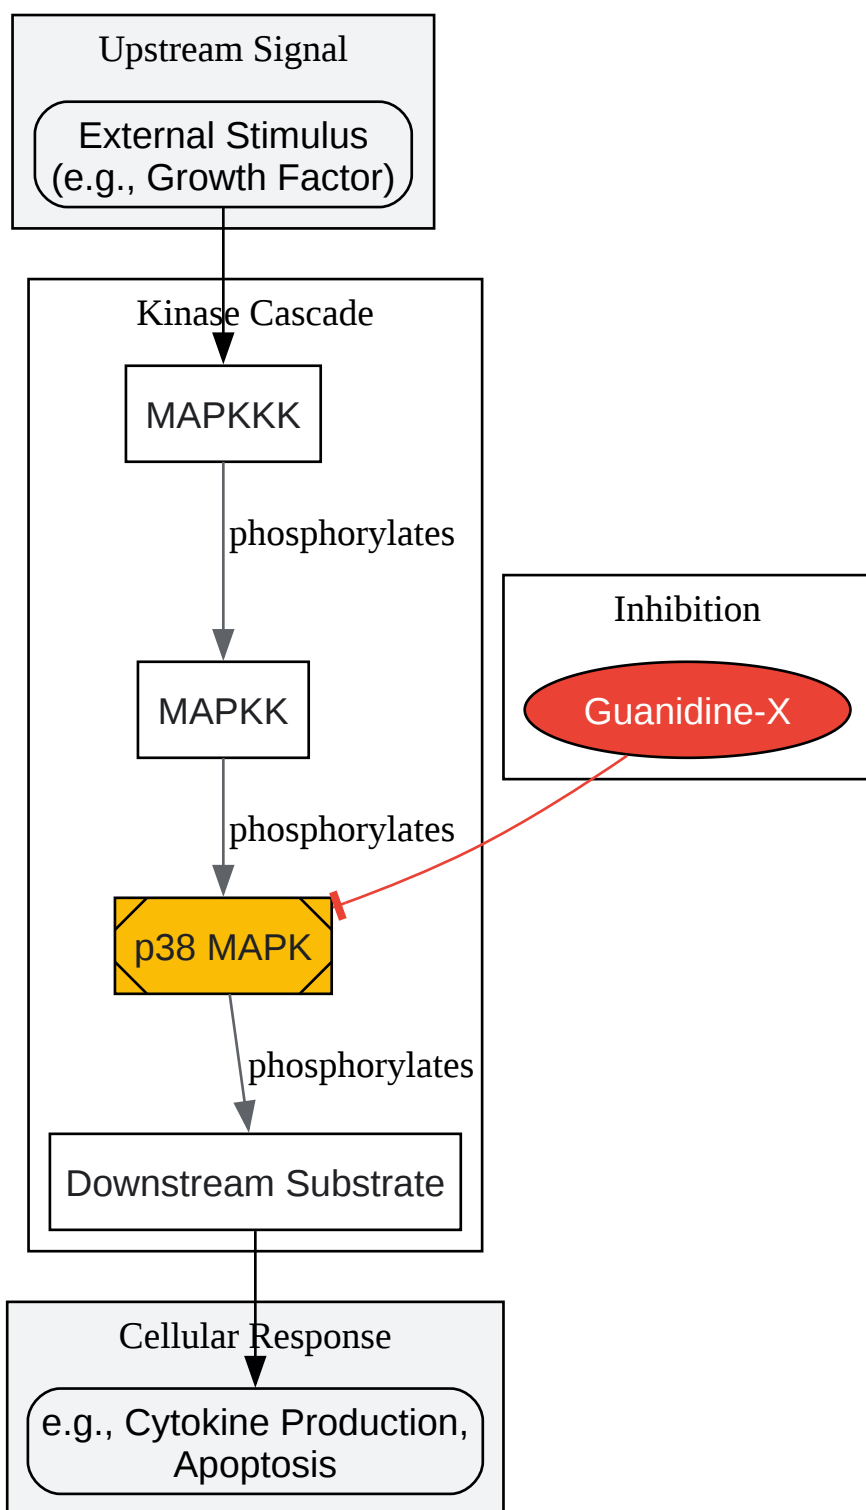 Upstream Signal
External Stimulus
(e.g., Growth Factor)
Kinase Cascade
MAPKKK
phosphorylates
MAPKK
phosphorylates
p38 MAPK
phosphorylates
Downstream Substrate
Inhibition
Guanidine-X
Cellular Response
e.g., Cytokine Production,
Apoptosis